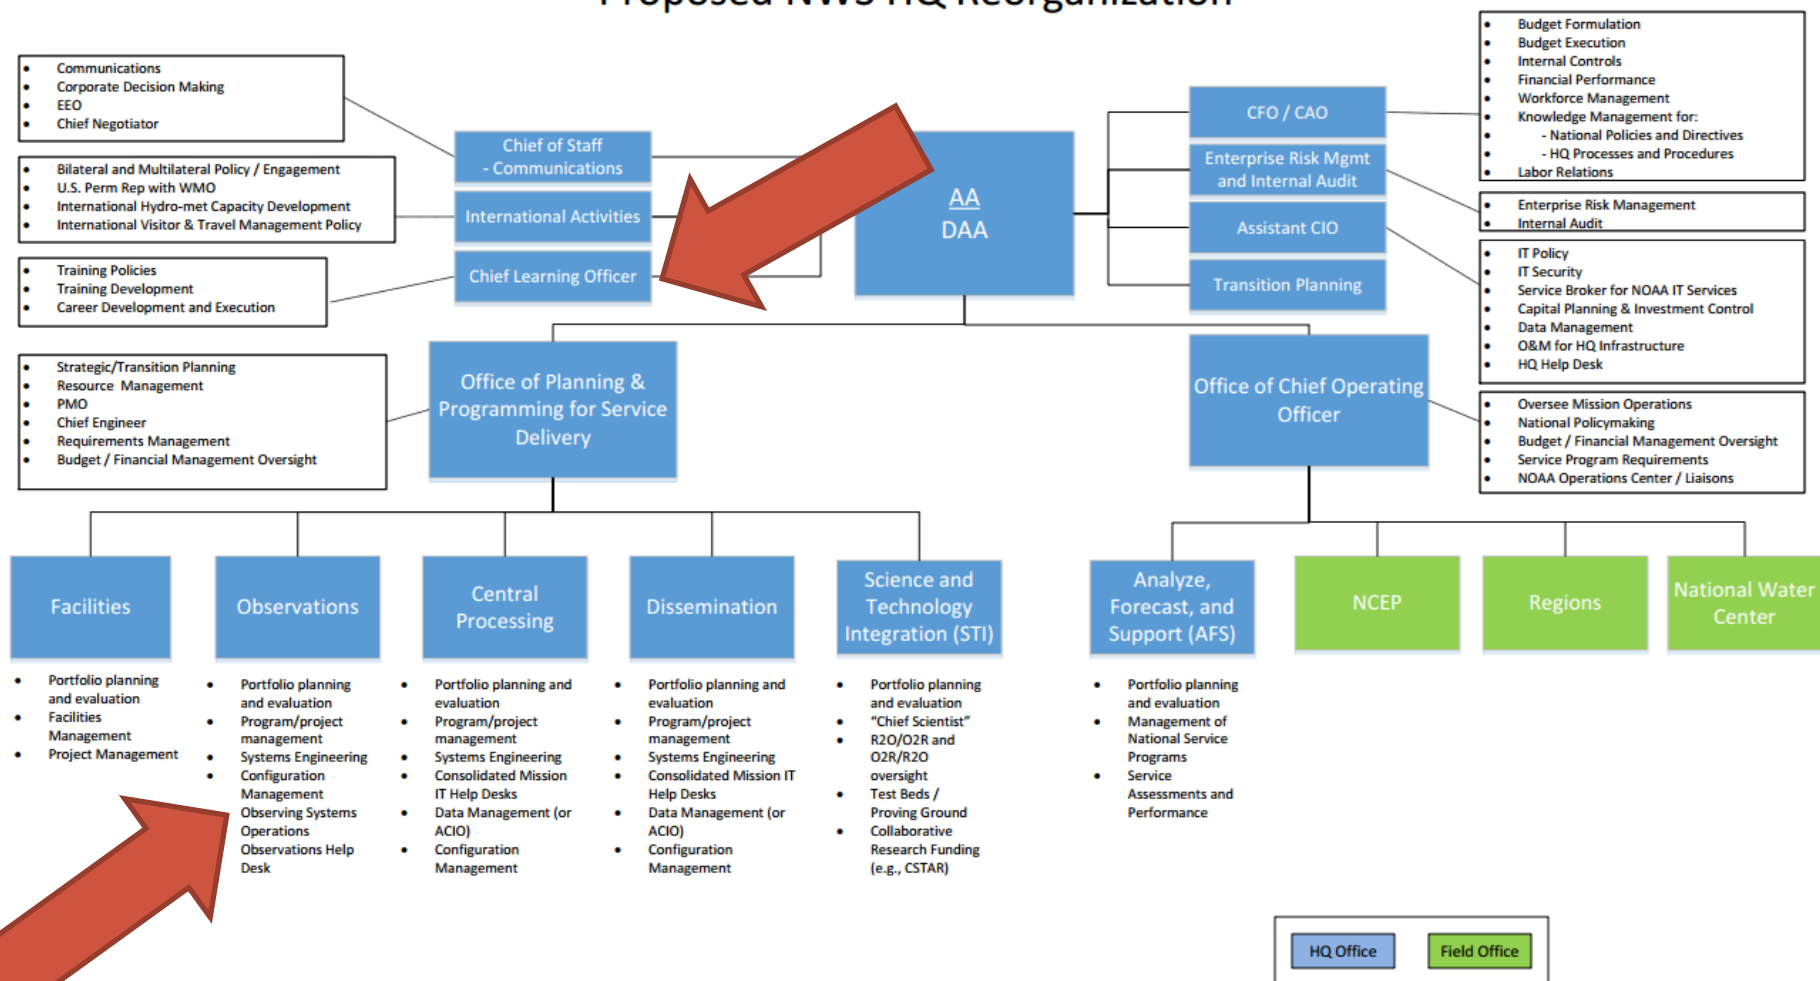 Proposed NWS HQ Reorganization
• Communications
• Corporate Decision Making
• EEO
• Chief Negotiator
• Bilateral and Multilateral Policy / Engagement
• U.S. Perm Rep with WMO
• International Hydro-met Capacity Development
• International Visitor & Travel Management Policy
• Training Policies
• Training Development
• Career Development and Execution
Chief of Staff
- Communications
International Activities
Chief Learning Officer
AA
DAA
CFO / CAO
Enterprise Risk Mgmt
and Internal Audit
Assistant CIO
Transition Planning
• Budget Formulation
• Budget Execution
• Internal Controls
• Financial Performance
• Workforce Management
• Knowledge Management for:
• - National Policies and Directives
• - HQ Processes and Procedures
• Labor Relations
• Enterprise Risk Management
• Internal Audit
• IT Policy
• IT Security
• Service Broker for NOAA IT Services
• Capital Planning & Investment Control
• Data Management
• O&M for HQ Infrastructure
• HQ Help Desk
• Strategic/Transition Planning
• Resource Management
• PMO
• Chief Engineer
• Requirements Management
• Budget / Financial Management Oversight
Office of Planning &
Programming for Service
Delivery
Office of Chief Operating
Officer
• Oversee Mission Operations
• National Policymaking
• Budget / Financial Management Oversight
• Service Program Requirements
• NOAA Operations Center / Liaisons
Facilities
• Portfolio planning
and evaluation
• Facilities
Management
• Project Management
Observations
• Portfolio planning
and evaluation
• Program/project
management
• Systems Engineering
• Configuration
Management
Observing Systems
Operations
Observations Help
Desk
Central
Processing
• Portfolio planning and
evaluation
• Program/project
management
• Systems Engineering
• Consolidated Mission
IT Help Desks
• Data Management (or
ACIO)
• Configuration
Management
Dissemination
• Portfolio planning and
evaluation
• Program/project
management
• Systems Engineering
• Consolidated Mission IT
Help Desks
• Data Management (or
ACIO)
• Configuration
Management
Science and
Technology
Integration (STI)
• Portfolio planning
and evaluation
• “Chief Scientist”
• R2O/O2R and
O2R/R2O
oversight
• Test Beds /
Proving Ground
• Collaborative
Research Funding
(e.g., CSTAR)
Analyze,
Forecast, and
Support (AFS)
• Portfolio planning
and evaluation
• Management of
National Service
Programs
• Service
Assessments and
Performance
NCEP
Regions
National Water
Center
HQ Office
Field Office